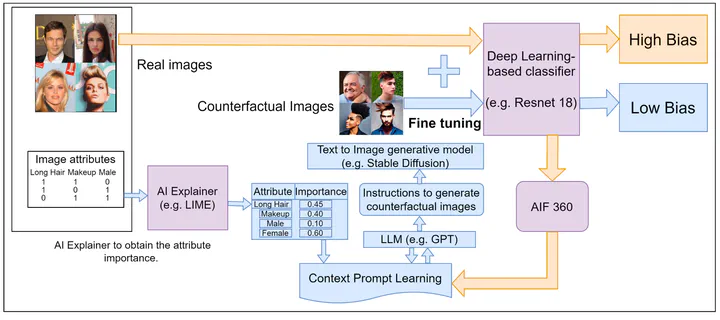 Real images
Counterfactual Images
Fine tuning
Deep Learning-
based classifier
(e.g. Resnet 18)
High Bias
Low Bias
Text to Image generative model
(e.g. Stable Diffusion)
Image attributes
Long Hair Makeup Male
1 1 0
1 0 1
0 1 1
AI Explainer
(e.g. LIME)
Attribute Importance
Long Hair 0.45
Makeup 0.40
Male 0.10
Female 0.60
Instructions to generate
counterfactual images
LLM (e.g. GPT)
AIF 360
AI Explainer to obtain the attribute
importance.
Context Prompt Learning